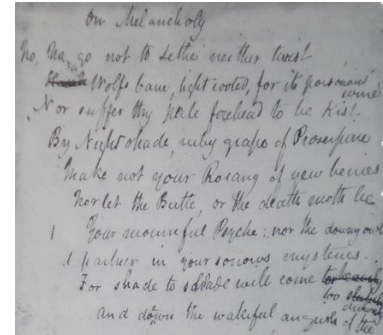 On Melancholy
No, No, go not to Lethe neither twist
Wolfs bane, tight rooted, for its poisonous wine
Nor suffer thy pale forehead to be kist
By Nightshade, ruby grape of Proserpine
Make not your Rosary of yew berries
Nor let the Beetle, or the death moth be
Your mournful Psyche; nor the downy owl
A partner in your sorrows mysteries
For shade to shade will come
too
drowsily
And drown the wakeful anguish of the